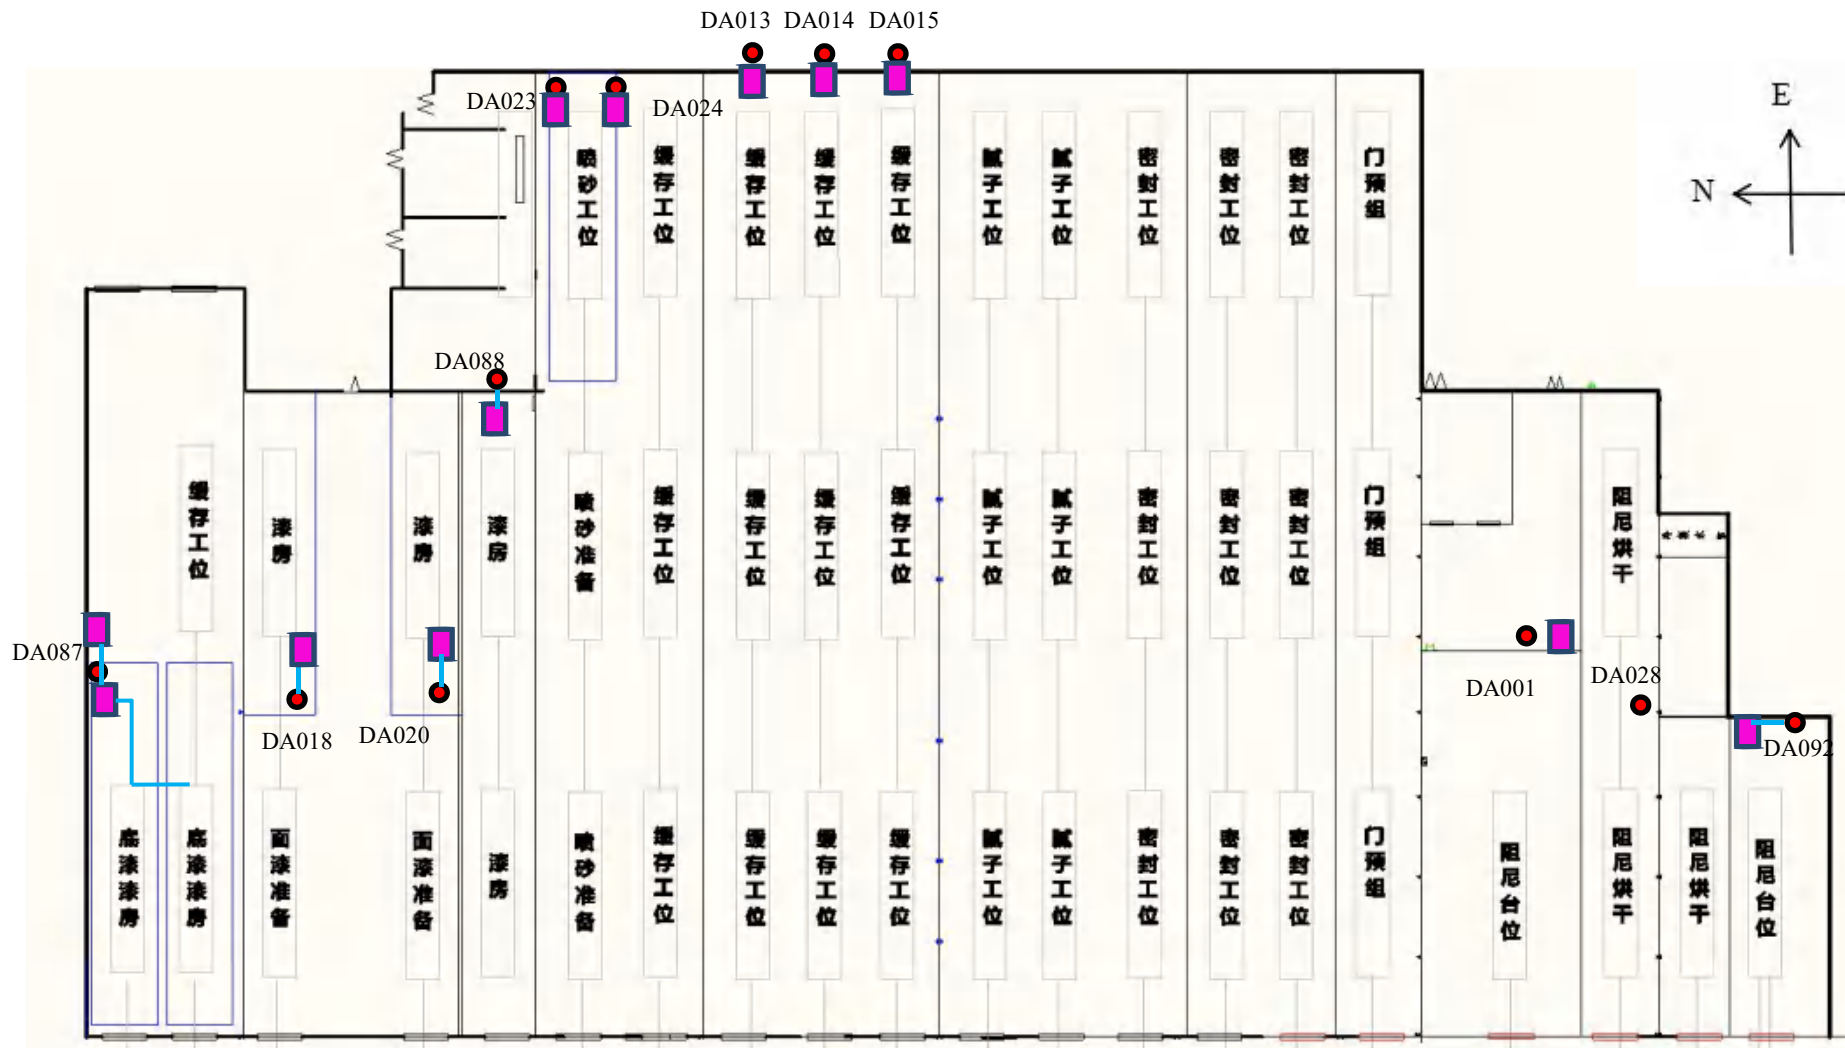 DA013 DA014 DA015
E
N
DA023
DA024
喷砂工位
缓存工位
缓存工位
缓存工位
缓存工位
腻子工位
腻子工位
密封工位
密封工位
密封工位
门预组
DA088
缓存工位
漆房
漆房
漆房
喷砂准备
缓存工位
缓存工位
缓存工位
缓存工位
腻子工位
腻子工位
密封工位
密封工位
密封工位
门预组
阻尼烘干
DA087
DA018
DA020
DA001
DA028
DA092
底漆漆房
底漆漆房
面漆准备
面漆准备
漆房
喷砂准备
缓存工位
缓存工位
缓存工位
缓存工位
腻子工位
腻子工位
密封工位
密封工位
密封工位
门预组
阻尼台位
阻尼烘干
阻尼烘干
阻尼台位